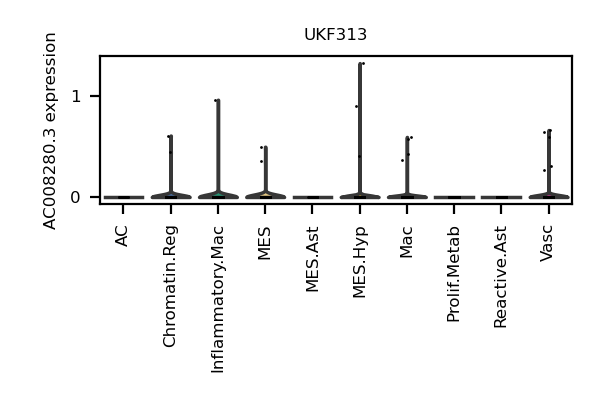 UKF313
AC008280.3 expression
1
0
AC
Chromatin.Reg
Inflammatory.Mac
MES
MES.Ast
MES.Hyp
Mac
Prolif.Metab
Reactive.Ast
Vasc